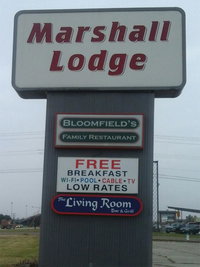 Marshall
Lodge
BLOOMFIELD'S
FAMILY RESTAURANT
FREE
BREAKFAST
WI-FI • POOL • CABLE • TV
LOW RATES
The Living Room
Bar & Grill